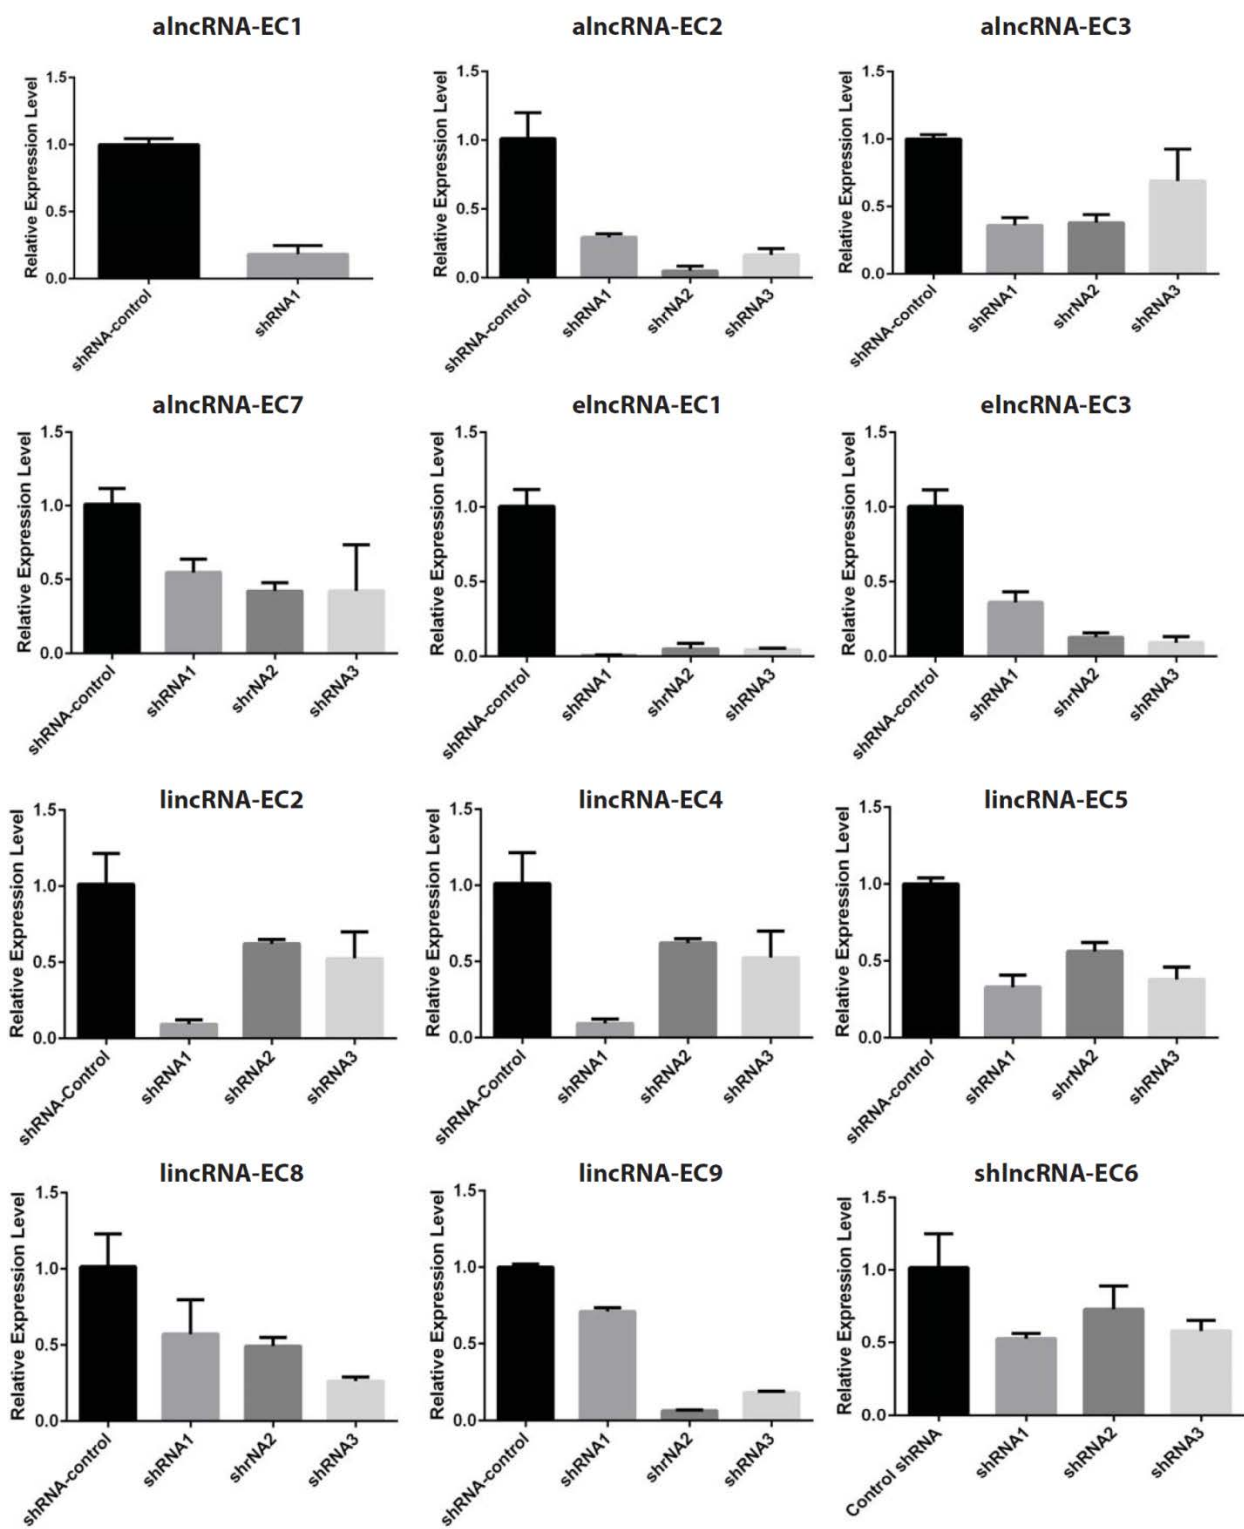 alncRNA-EC1
Relative Expression Level
1.5
1.0
0.5
0.0
shRNA-control
shRNA1
alncRNA-EC2
Relative Expression Level
1.5
1.0
0.5
0.0
shRNA-control
shRNA1
shrNA2
shRNA3
alncRNA-EC3
Relative Expression Level
1.5
1.0
0.5
0.0
shRNA-control
shRNA1
shrNA2
shRNA3
alncRNA-EC7
Relative Expression Level
1.5
1.0
0.5
0.0
shRNA-control
shRNA1
shrNA2
shRNA3
elncRNA-EC1
Relative Expression Level
1.5
1.0
0.5
0.0
shRNA-control
shRNA1
shrNA2
shRNA3
elncRNA-EC3
Relative Expression Level
1.5
1.0
0.5
0.0
shRNA-control
shRNA1
shrNA2
shRNA3
lincRNA-EC2
Relative Expression Level
1.5
1.0
0.5
0.0
shRNA-Control
shRNA1
shRNA2
shRNA3
lincRNA-EC4
Relative Expression Level
1.5
1.0
0.5
0.0
shRNA-Control
shRNA1
shRNA2
shRNA3
lincRNA-EC5
Relative Expression Level
1.5
1.0
0.5
0.0
shRNA-control
shRNA1
shrNA2
shRNA3
lincRNA-EC8
Relative Expression Level
1.5
1.0
0.5
0.0
shRNA-control
shRNA1
shrNA2
shRNA3
lincRNA-EC9
Relative Expression Level
1.5
1.0
0.5
0.0
shRNA-control
shRNA1
shrNA2
shRNA3
shlncRNA-EC6
Relative Expression Level
1.5
1.0
0.5
0.0
Control shRNA
shRNA1
shRNA2
shRNA3